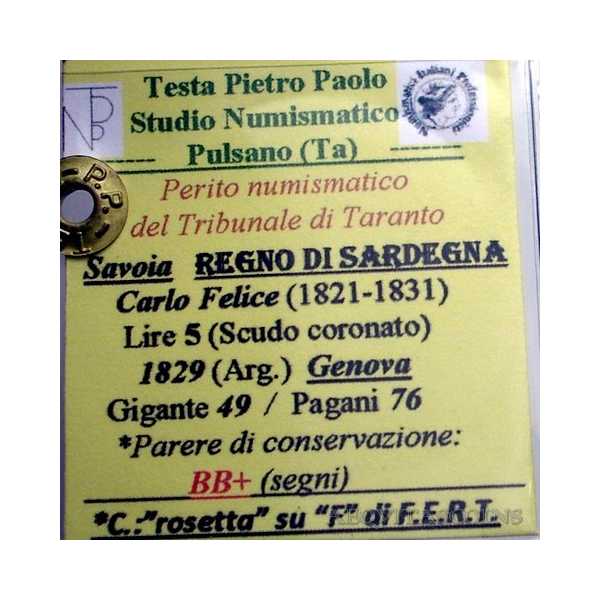 Testa Pietro Paolo
Studio Numismatico
Pulsano (Ta)
Perito numismatico
del Tribunale di Taranto
Savoia REGNO DI SARDEGNA
Carlo Felice (1821-1831)
Lire 5 (Scudo coronato)
1829 (Arg.) Genova
Gigante 49 / Pagani 76
*Parere di conservazione:
BB+ (segni)
*C.:"rosetta" su "F" di F.E.R.T.